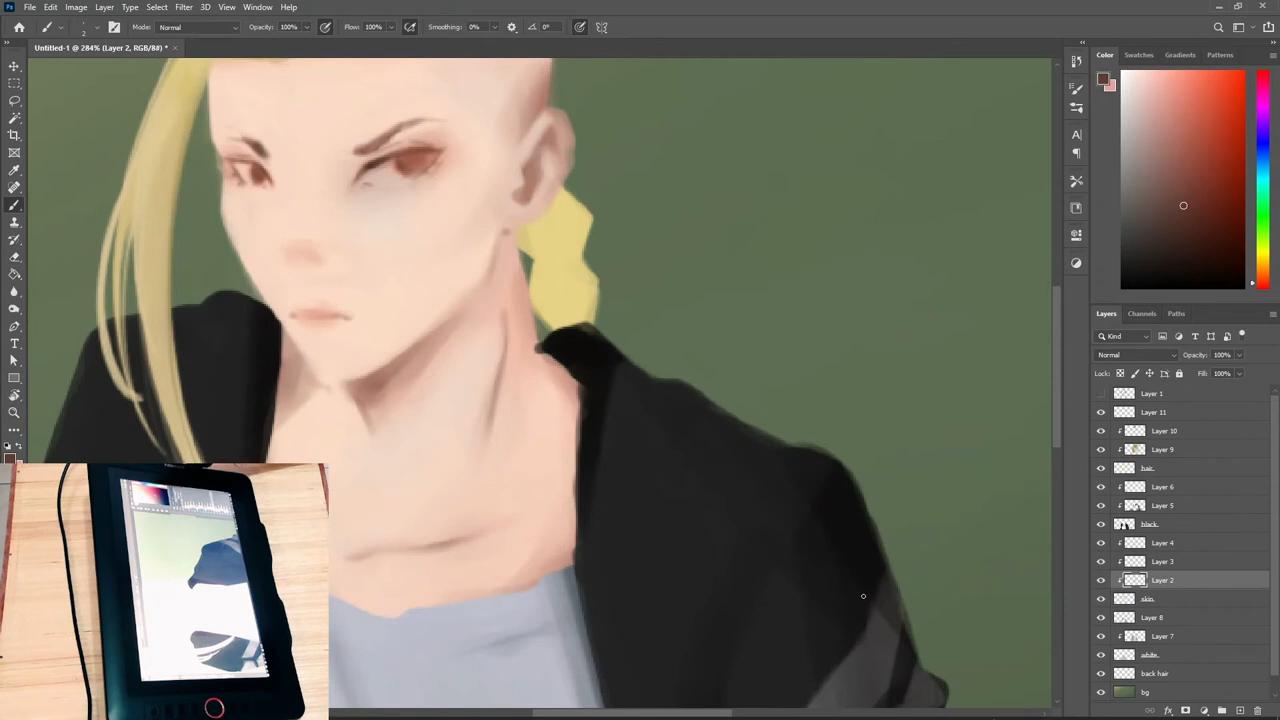 Ps File Edit Image Layer Type Select Filter 3D View Window Help
2 Mode: Normal Opacity: 100% Flow: 100% Smoothing: 0% 0°
Untitled-1 @ 284% (Layer 2, RGB/8#) * ×
Color Swatches Gradients Patterns
Layers Channels Paths
Kind
Normal Opacity: 100%
Lock: Fill: 100%
Layer 1
Layer 11
Layer 10
Layer 9
hair
Layer 6
Layer 5
black
Layer 4
Layer 3
Layer 2
skin
Layer 8
Layer 7
white
back hair
bg
fx